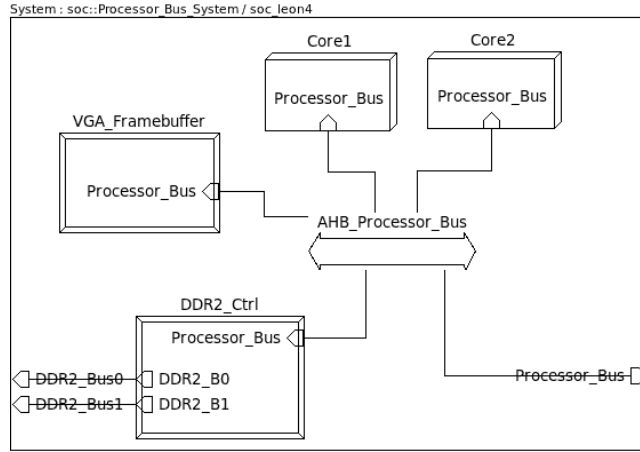 System : soc::Processor_Bus_System / soc_leon4
Core1
Core2
Processor_Bus
Processor_Bus
VGA_Framebuffer
Processor_Bus
AHB_Processor_Bus
DDR2_Ctrl
Processor_Bus
DDR2_Bus0
DDR2_B0
Processor_Bus
DDR2_Bus1
DDR2_B1